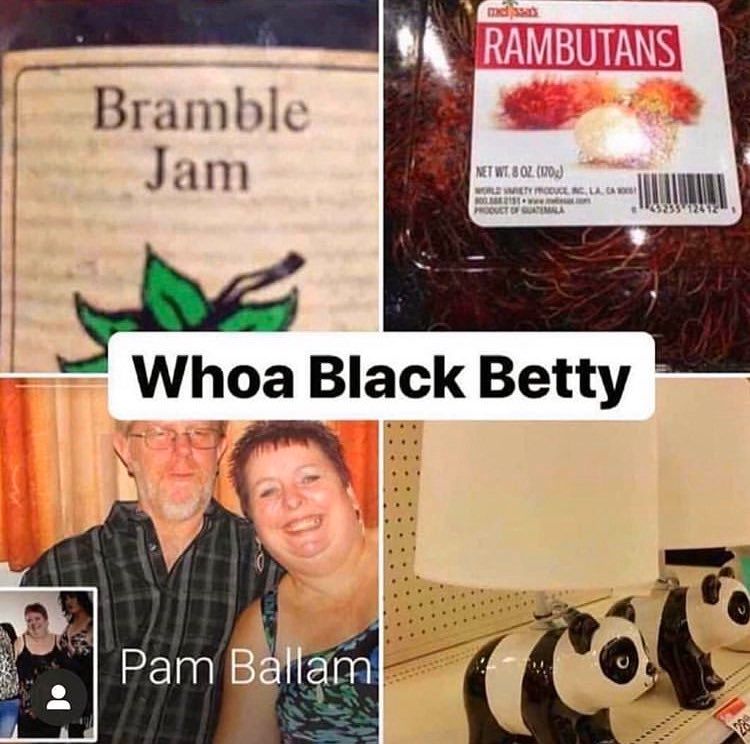 Bramble
Jam
melissa's
RAMBUTANS
NET WT. 8 OZ. (170g)
WORLD VARIETY PRODUCE, INC., L.A., CA 90051
800.588.0151 • www.melissas.com
PRODUCT OF GUATEMALA
45255 12412
Whoa Black Betty
Pam Ballam